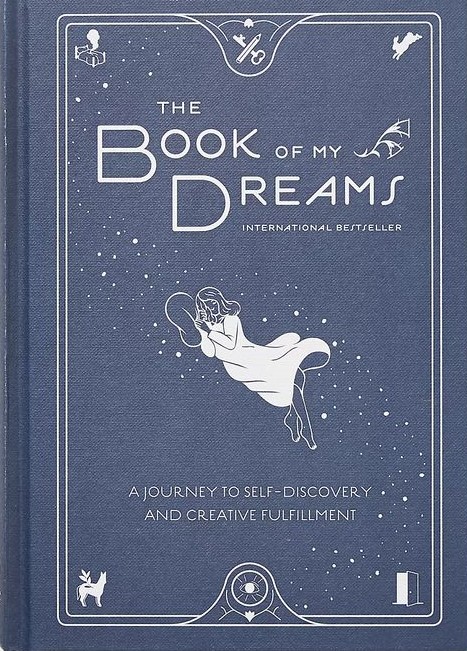 THE
BOOK OF MY
DREAMS
INTERNATIONAL BESTSELLER
A JOURNEY TO SELF-DISCOVERY
AND CREATIVE FULFILLMENT